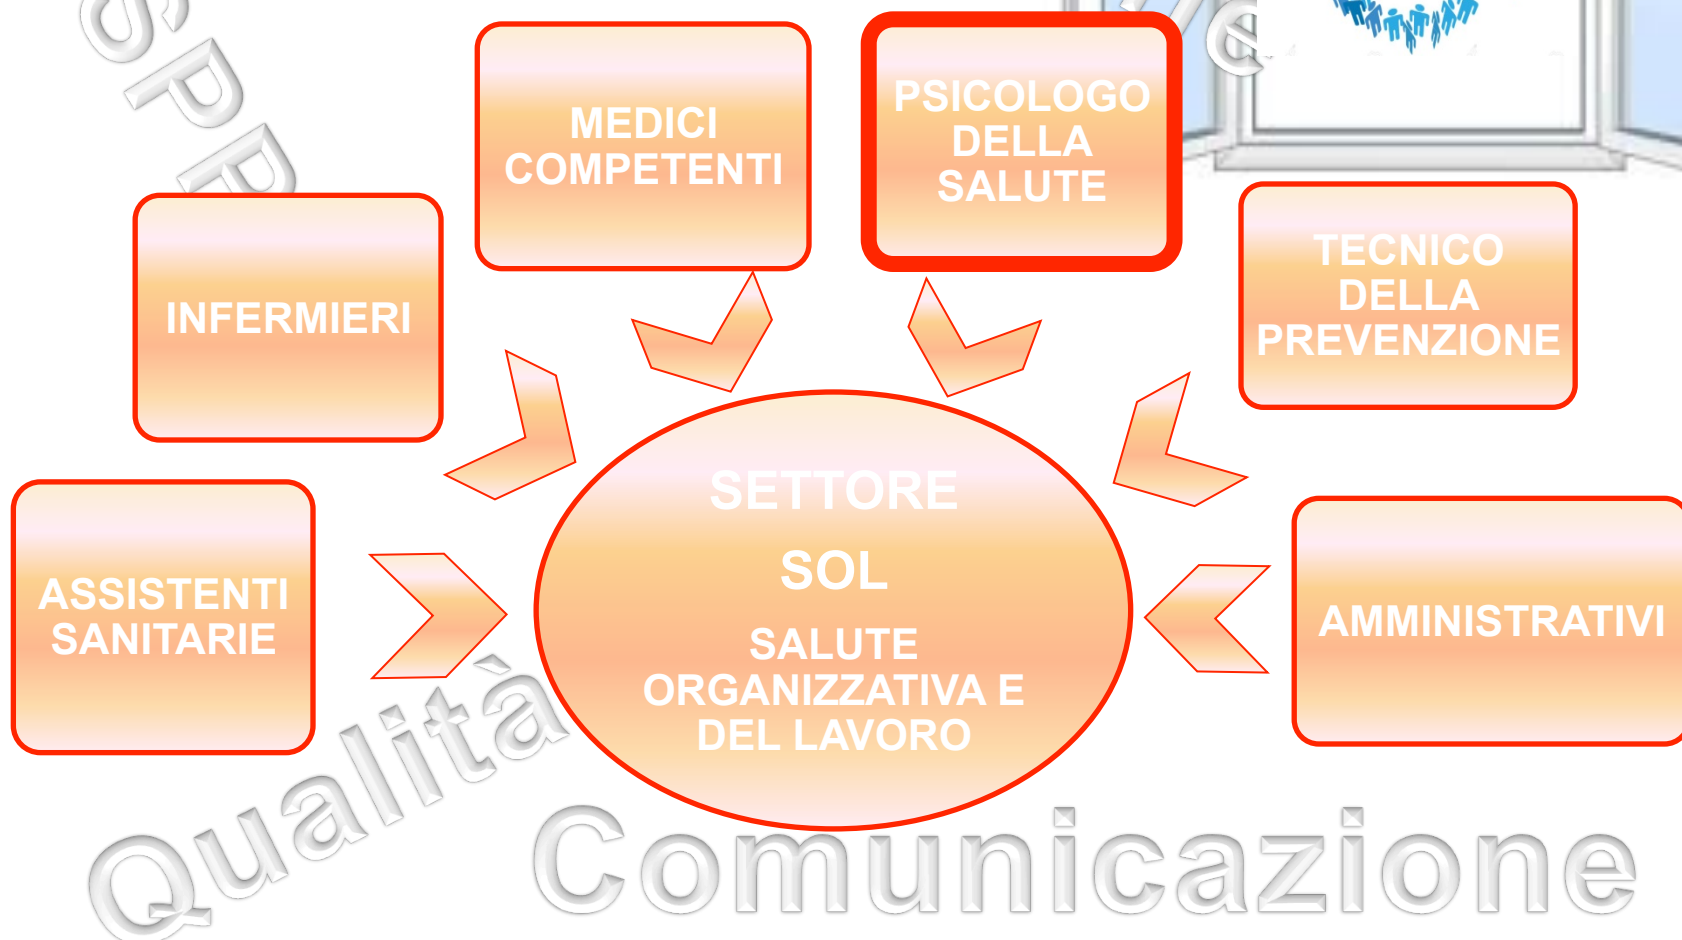 SPP
MEDICI
COMPETENTI
PSICOLOGO
DELLA
SALUTE
INFERMIERI
TECNICO
DELLA
PREVENZIONE
ASSISTENTI
SANITARIE
SETTORE
SOL
SALUTE
ORGANIZZATIVA E
DEL LAVORO
AMMINISTRATIVI
Qualità
Comunicazione